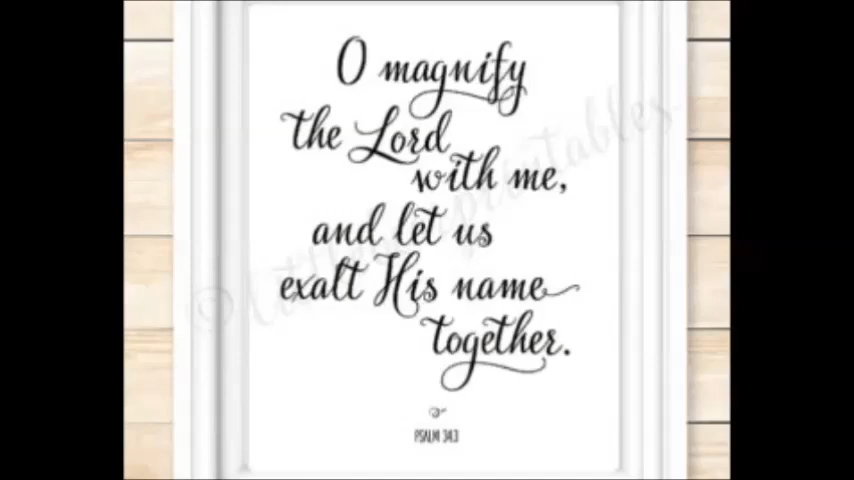 O magnify
the Lord
with me,
and let us
exalt His name
together.
PSALM 34:3